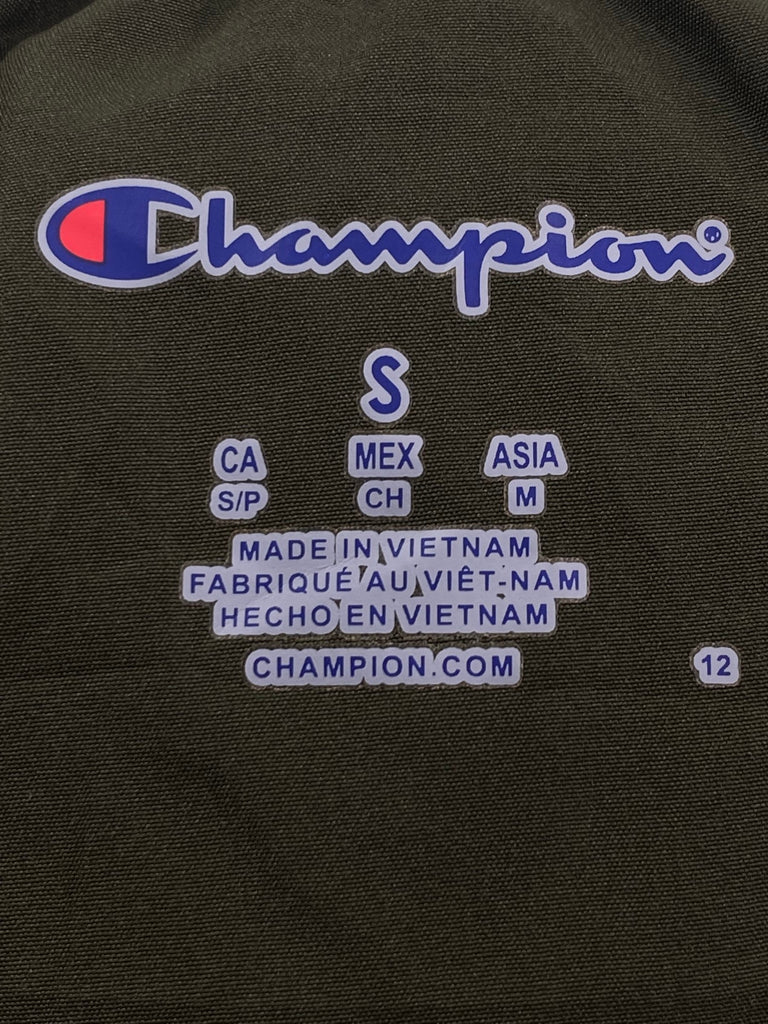 Champion®
S
CA MEX ASIA
S/P CH M
MADE IN VIETNAM
FABRIQUÉ AU VIÊT-NAM
HECHO EN VIETNAM
CHAMPION.COM 12